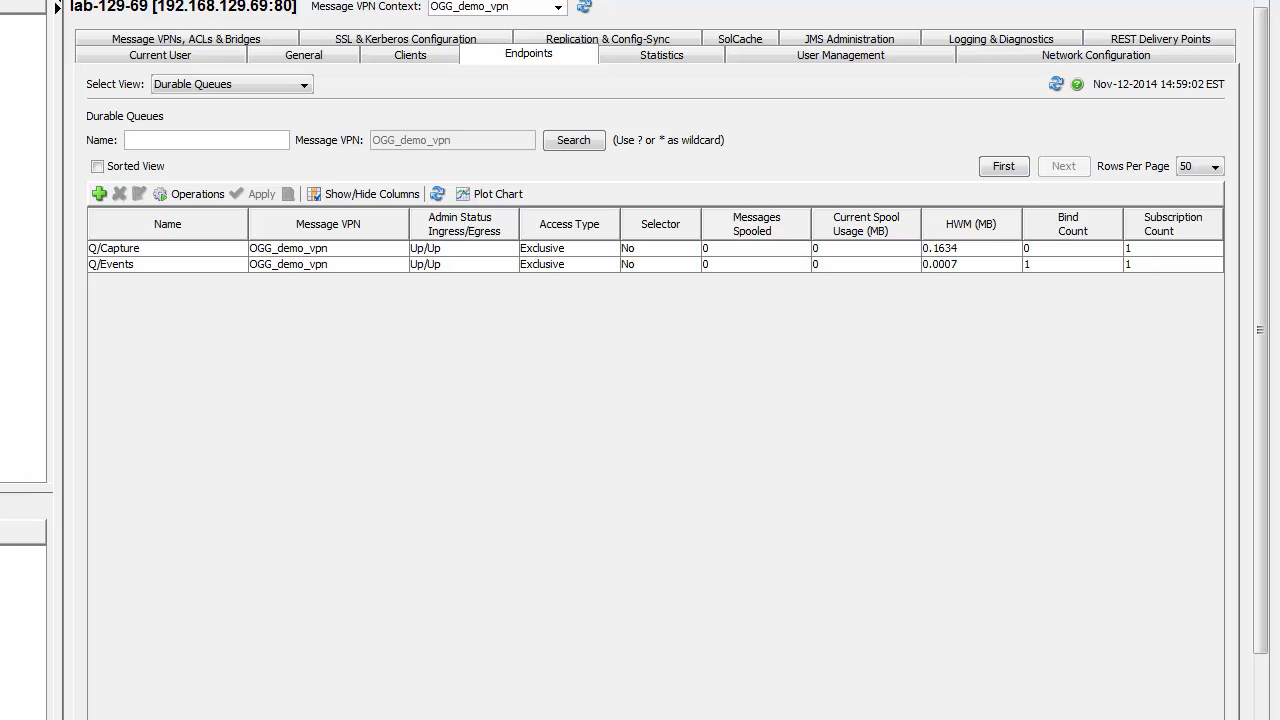 lab-129-69 [192.168.129.69:80] Message VPN Context: OGG_demo_vpn
Message VPNs, ACLs & Bridges SSL & Kerberos Configuration Replication & Config-Sync SolCache JMS Administration Logging & Diagnostics REST Delivery Points
Current User General Clients Endpoints Statistics User Management Network Configuration
Select View: Durable Queues Nov-12-2014 14:59:02 EST
Durable Queues
Name: Message VPN: OGG_demo_vpn Search (Use ? or * as wildcard)
Sorted View First Next Rows Per Page 50
Operations Apply Show/Hide Columns Plot Chart
Name Message VPN Admin Status Ingress/Egress Access Type Selector Messages Spooled Current Spool Usage (MB) HWM (MB) Bind Count Subscription Count
Q/Capture OGG_demo_vpn Up/Up Exclusive No 0 0 0.1634 0 1
Q/Events OGG_demo_vpn Up/Up Exclusive No 0 0 0.0007 1 1